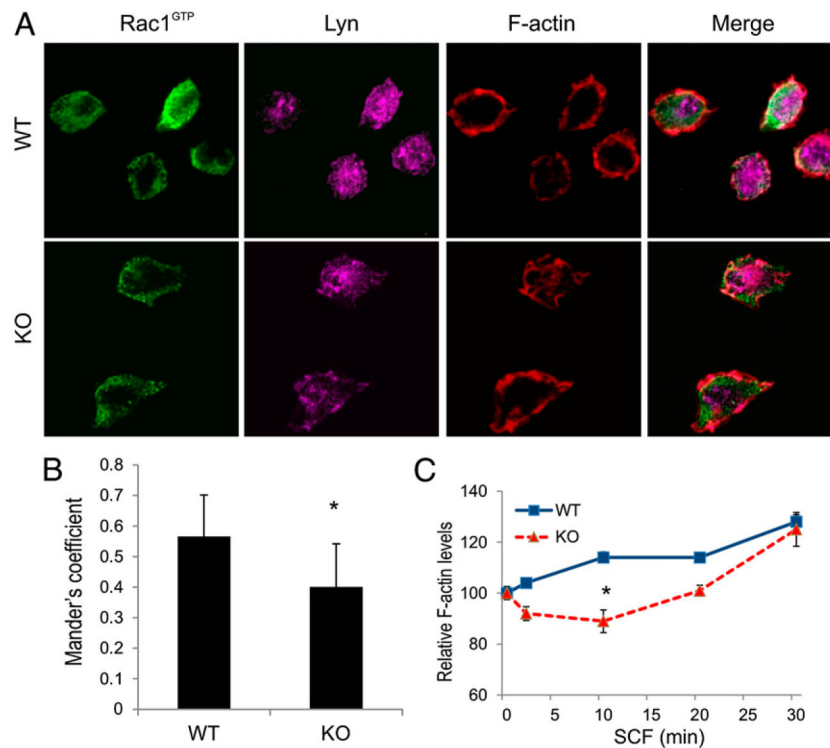 A
Rac1GTP Lyn F-actin Merge
WT
KO
B
0.8
0.7
0.6
0.5
0.4
0.3
0.2
0.1
0
Mander's coefficient
*
WT KO
C
140
120
100
80
60
Relative F-actin levels
WT
KO
*
0 5 10 15 20 25 30
SCF (min)